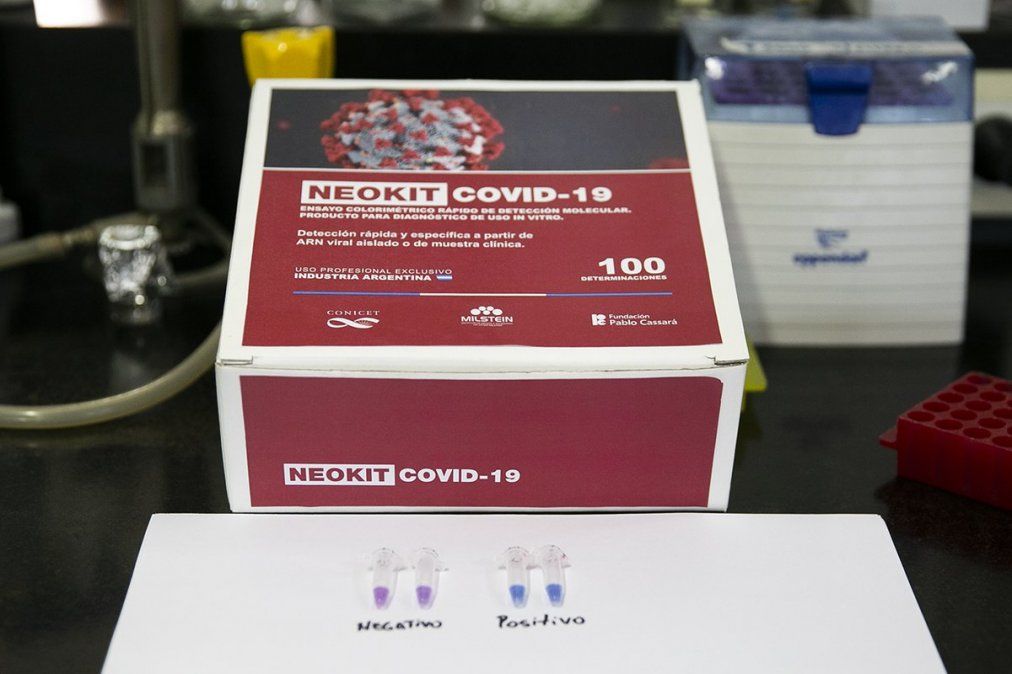 NEOKIT COVID-19
ENSAYO COLORIMÉTRICO RÁPIDO DE DETECCIÓN MOLECULAR.
PRODUCTO PARA DIAGNÓSTICO DE USO IN VITRO.
Detección rápida y específica a partir de
ARN viral aislado o de muestra clínica.
USO PROFESIONAL EXCLUSIVO
INDUSTRIA ARGENTINA
100
DETERMINACIONES
CONICET
MILSTEIN
Fundación
Pablo Cassará
eppendorf
NEOKIT COVID-19
NEGATIVO
Positivo